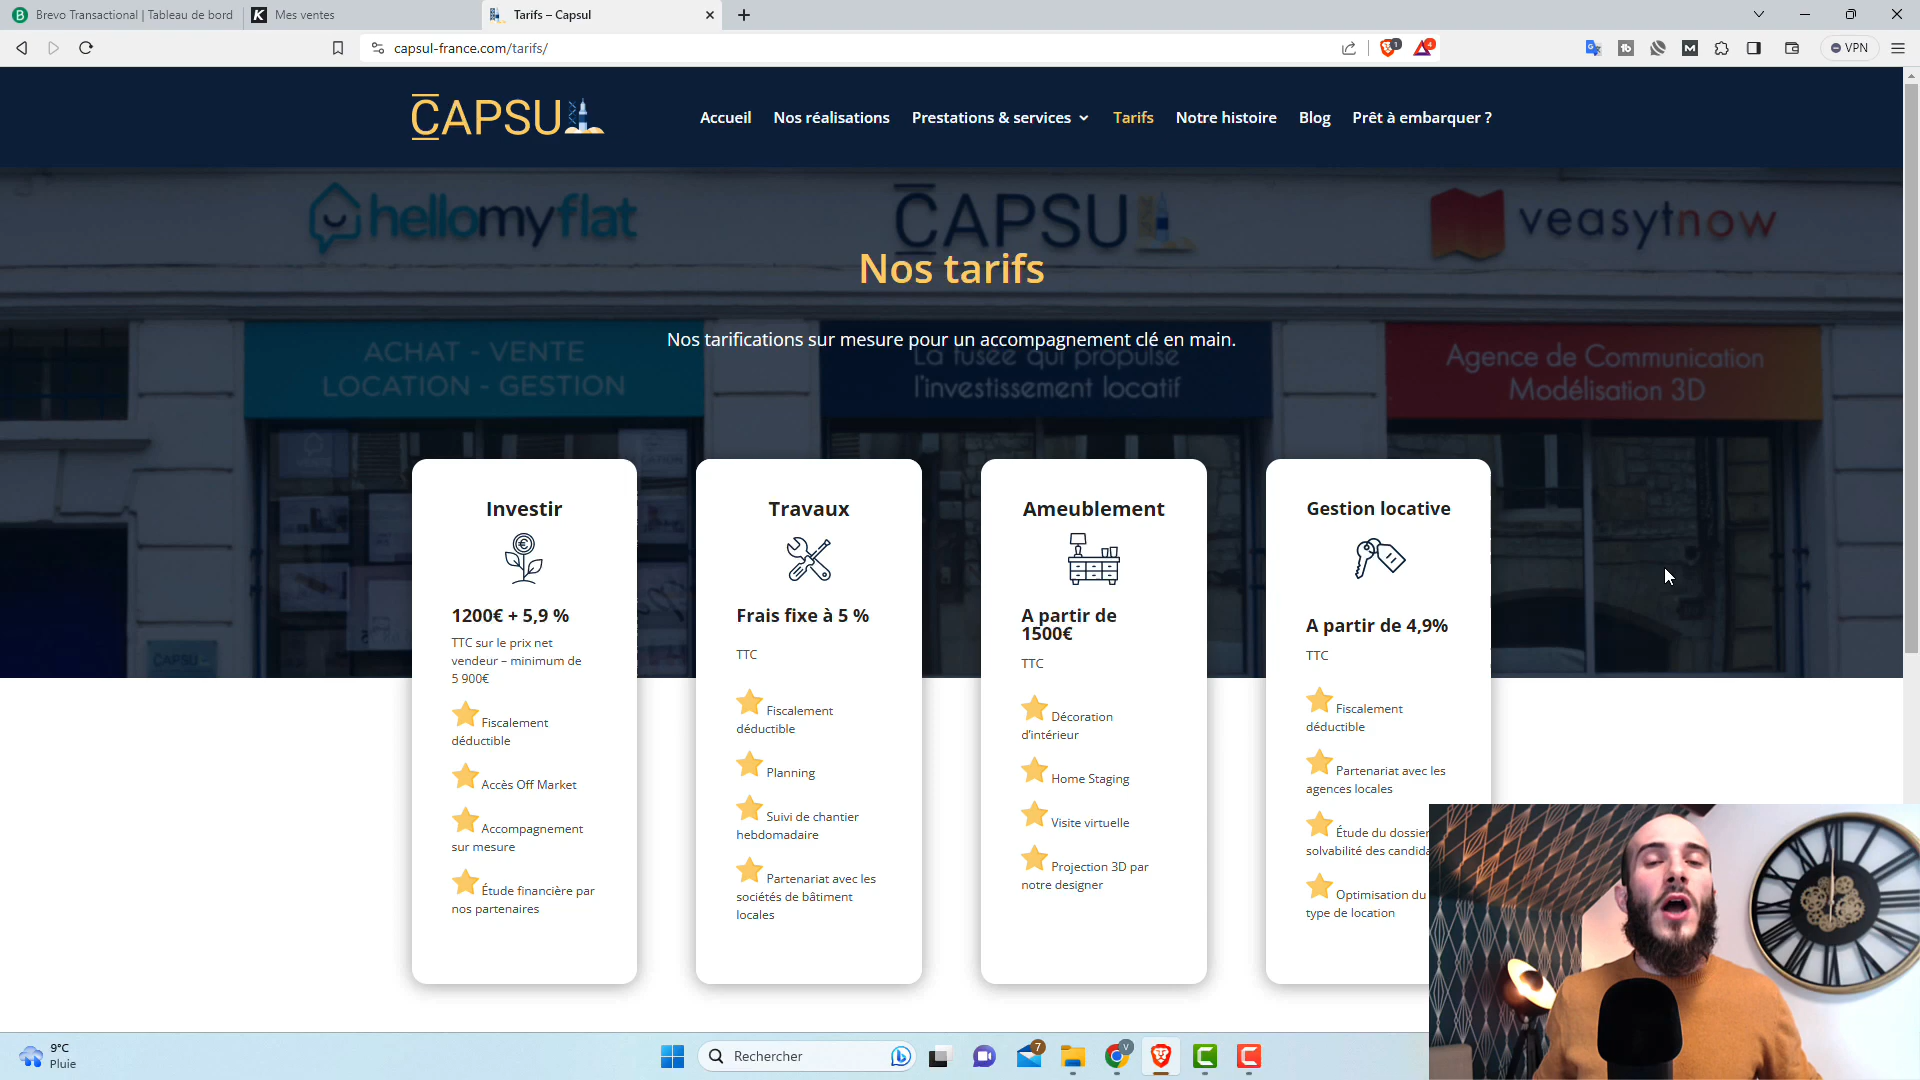 Brevo Transactional | Tableau de bord
Mes ventes
Tarifs – Capsul
capsul-france.com/tarifs/
VPN
CAPSUL
Accueil
Nos réalisations
Prestations & services
Tarifs
Notre histoire
Blog
Prêt à embarquer ?
hellomyflat
CAPSUL
veasytnow
Nos tarifs
Nos tarifications sur mesure pour un accompagnement clé en main.
ACHAT - VENTE
LOCATION - GESTION
La fusée qui propulse
l'investissement locatif
Agence de Communication
Modélisation 3D
Investir
1200€ + 5,9 %
TTC sur le prix net
vendeur – minimum de
5 900€
Fiscalement
déductible
Accès Off Market
Accompagnement
sur mesure
Étude financière par
nos partenaires
Travaux
Frais fixe à 5 %
TTC
Fiscalement
déductible
Planning
Suivi de chantier
hebdomadaire
Partenariat avec les
sociétés de bâtiment
locales
Ameublement
A partir de
1500€
TTC
Décoration
d'intérieur
Home Staging
Visite virtuelle
Projection 3D par
notre designer
Gestion locative
A partir de 4,9%
TTC
Fiscalement
déductible
Partenariat avec les
agences locales
Étude du dossier
solvabilité des candida
Optimisation du
type de location
CAPSUL
9°C
Pluie
Rechercher
7
V